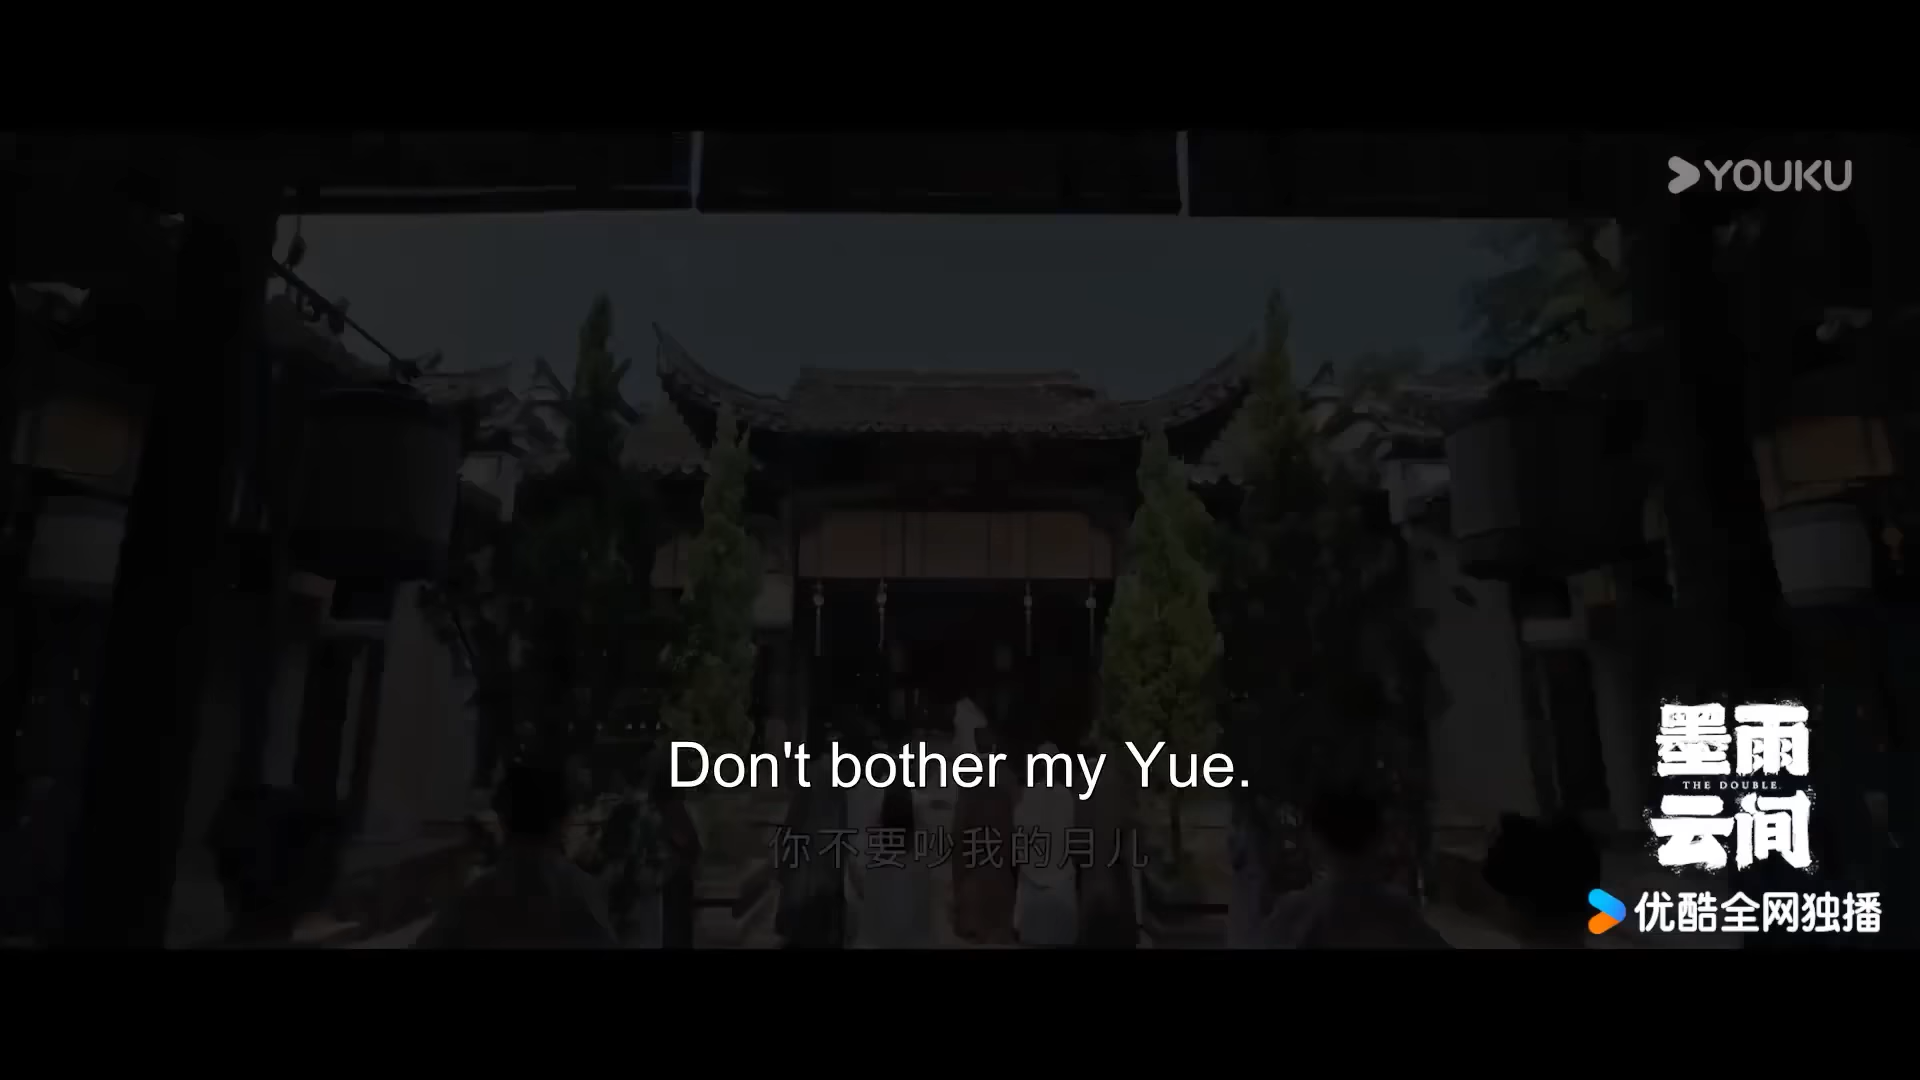 YOUKU
Don't bother my Yue.
你不要吵我的月儿
墨雨
THE DOUBLE
云间
优酷全网独播